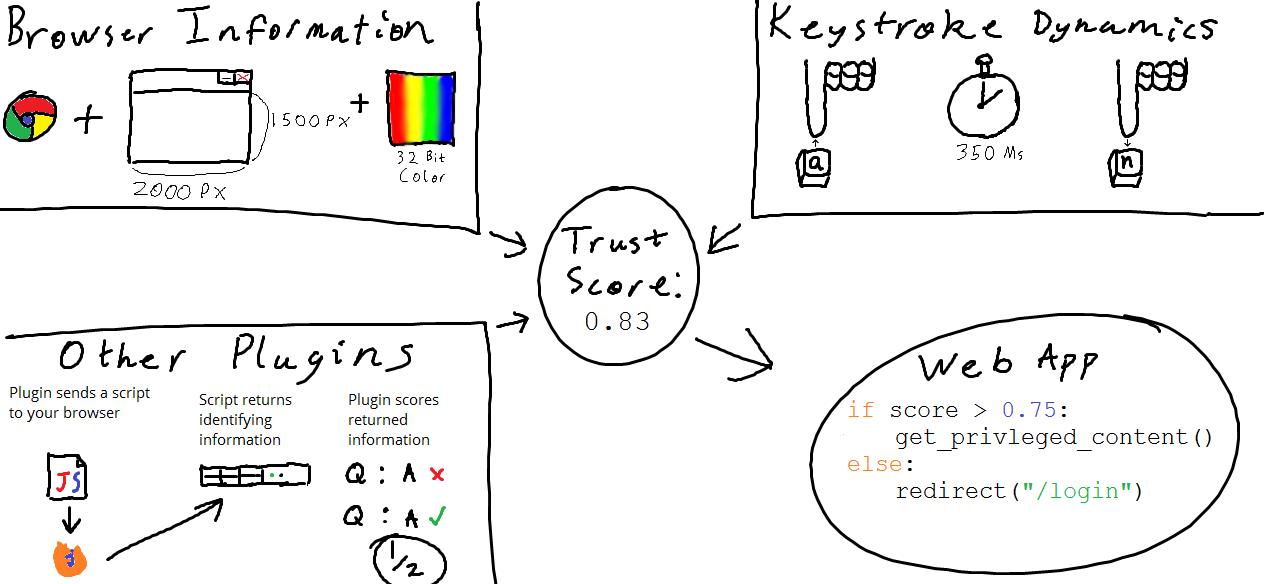 Browser Information
1500 PX
2000 PX
32 Bit
Color
Keystroke Dynamics
350 Ms
a
n
Trust
Score:
0.83
Other Plugins
Plugin sends a script
to your browser
JS
Script returns
identifying
information
Plugin scores
returned
information
Q : A
Q : A
1/2
Web App
if score > 0.75:
get_privleged_content()
else:
redirect("/login")